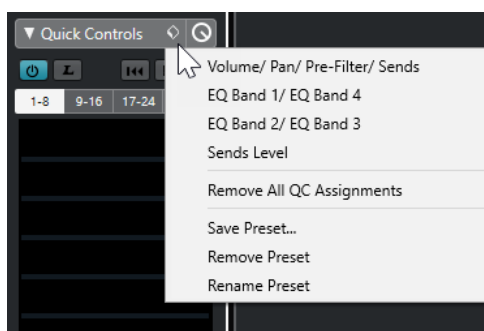 Quick Controls
L
1-8 9-16 17-24
Volume/ Pan/ Pre-Filter/ Sends
EQ Band 1/ EQ Band 4
EQ Band 2/ EQ Band 3
Sends Level
Remove All QC Assignments
Save Preset...
Remove Preset
Rename Preset